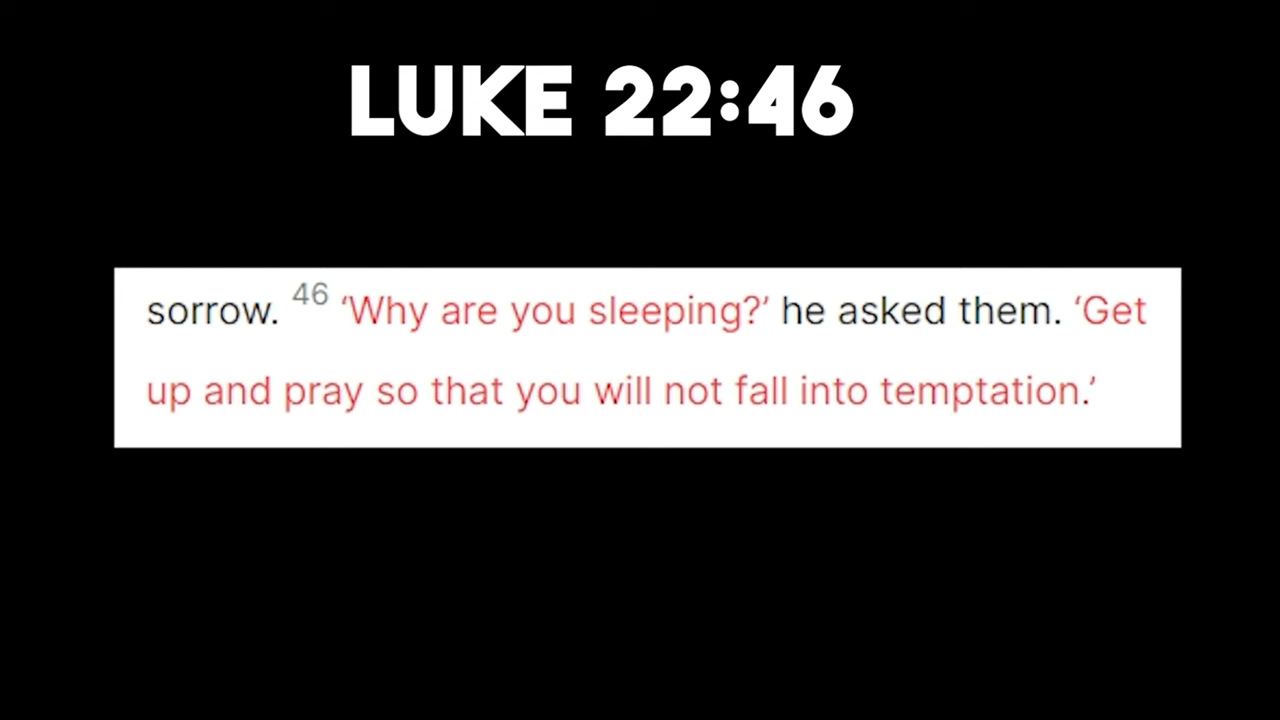 LUKE 22:46
sorrow. 46 ‘Why are you sleeping?’ he asked them. ‘Get
up and pray so that you will not fall into temptation.’